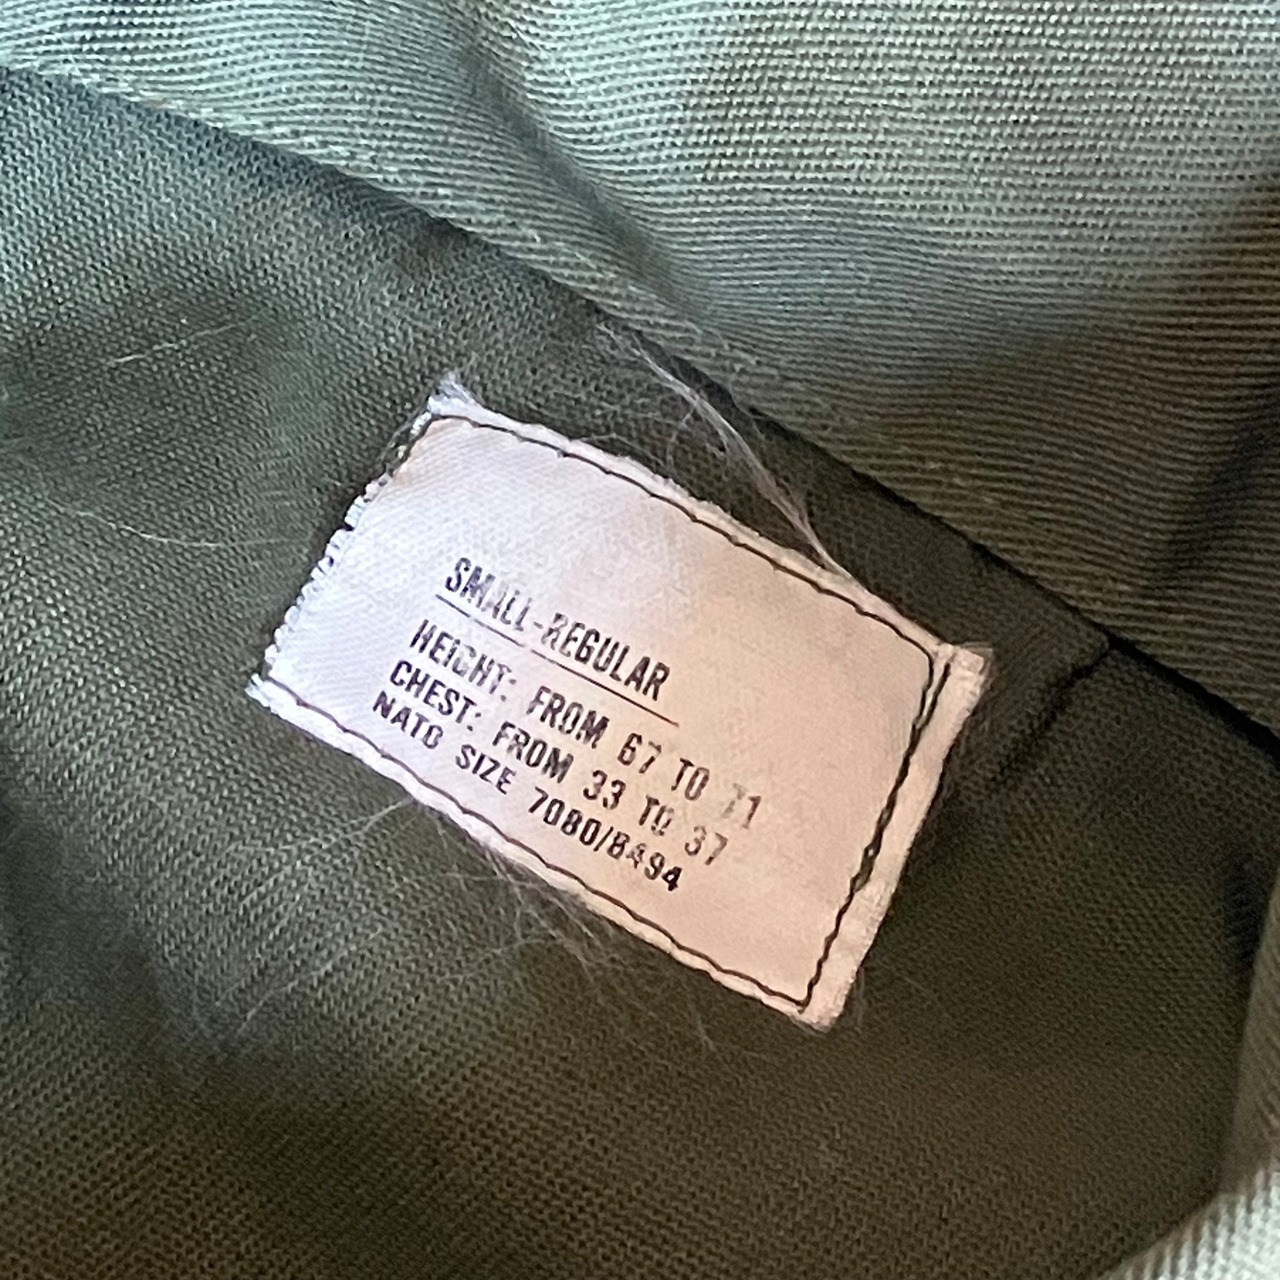 SMALL-REGULAR
HEIGHT: FROM 67 TO 71
CHEST: FROM 33 TO 37
NATO SIZE 7080/8494